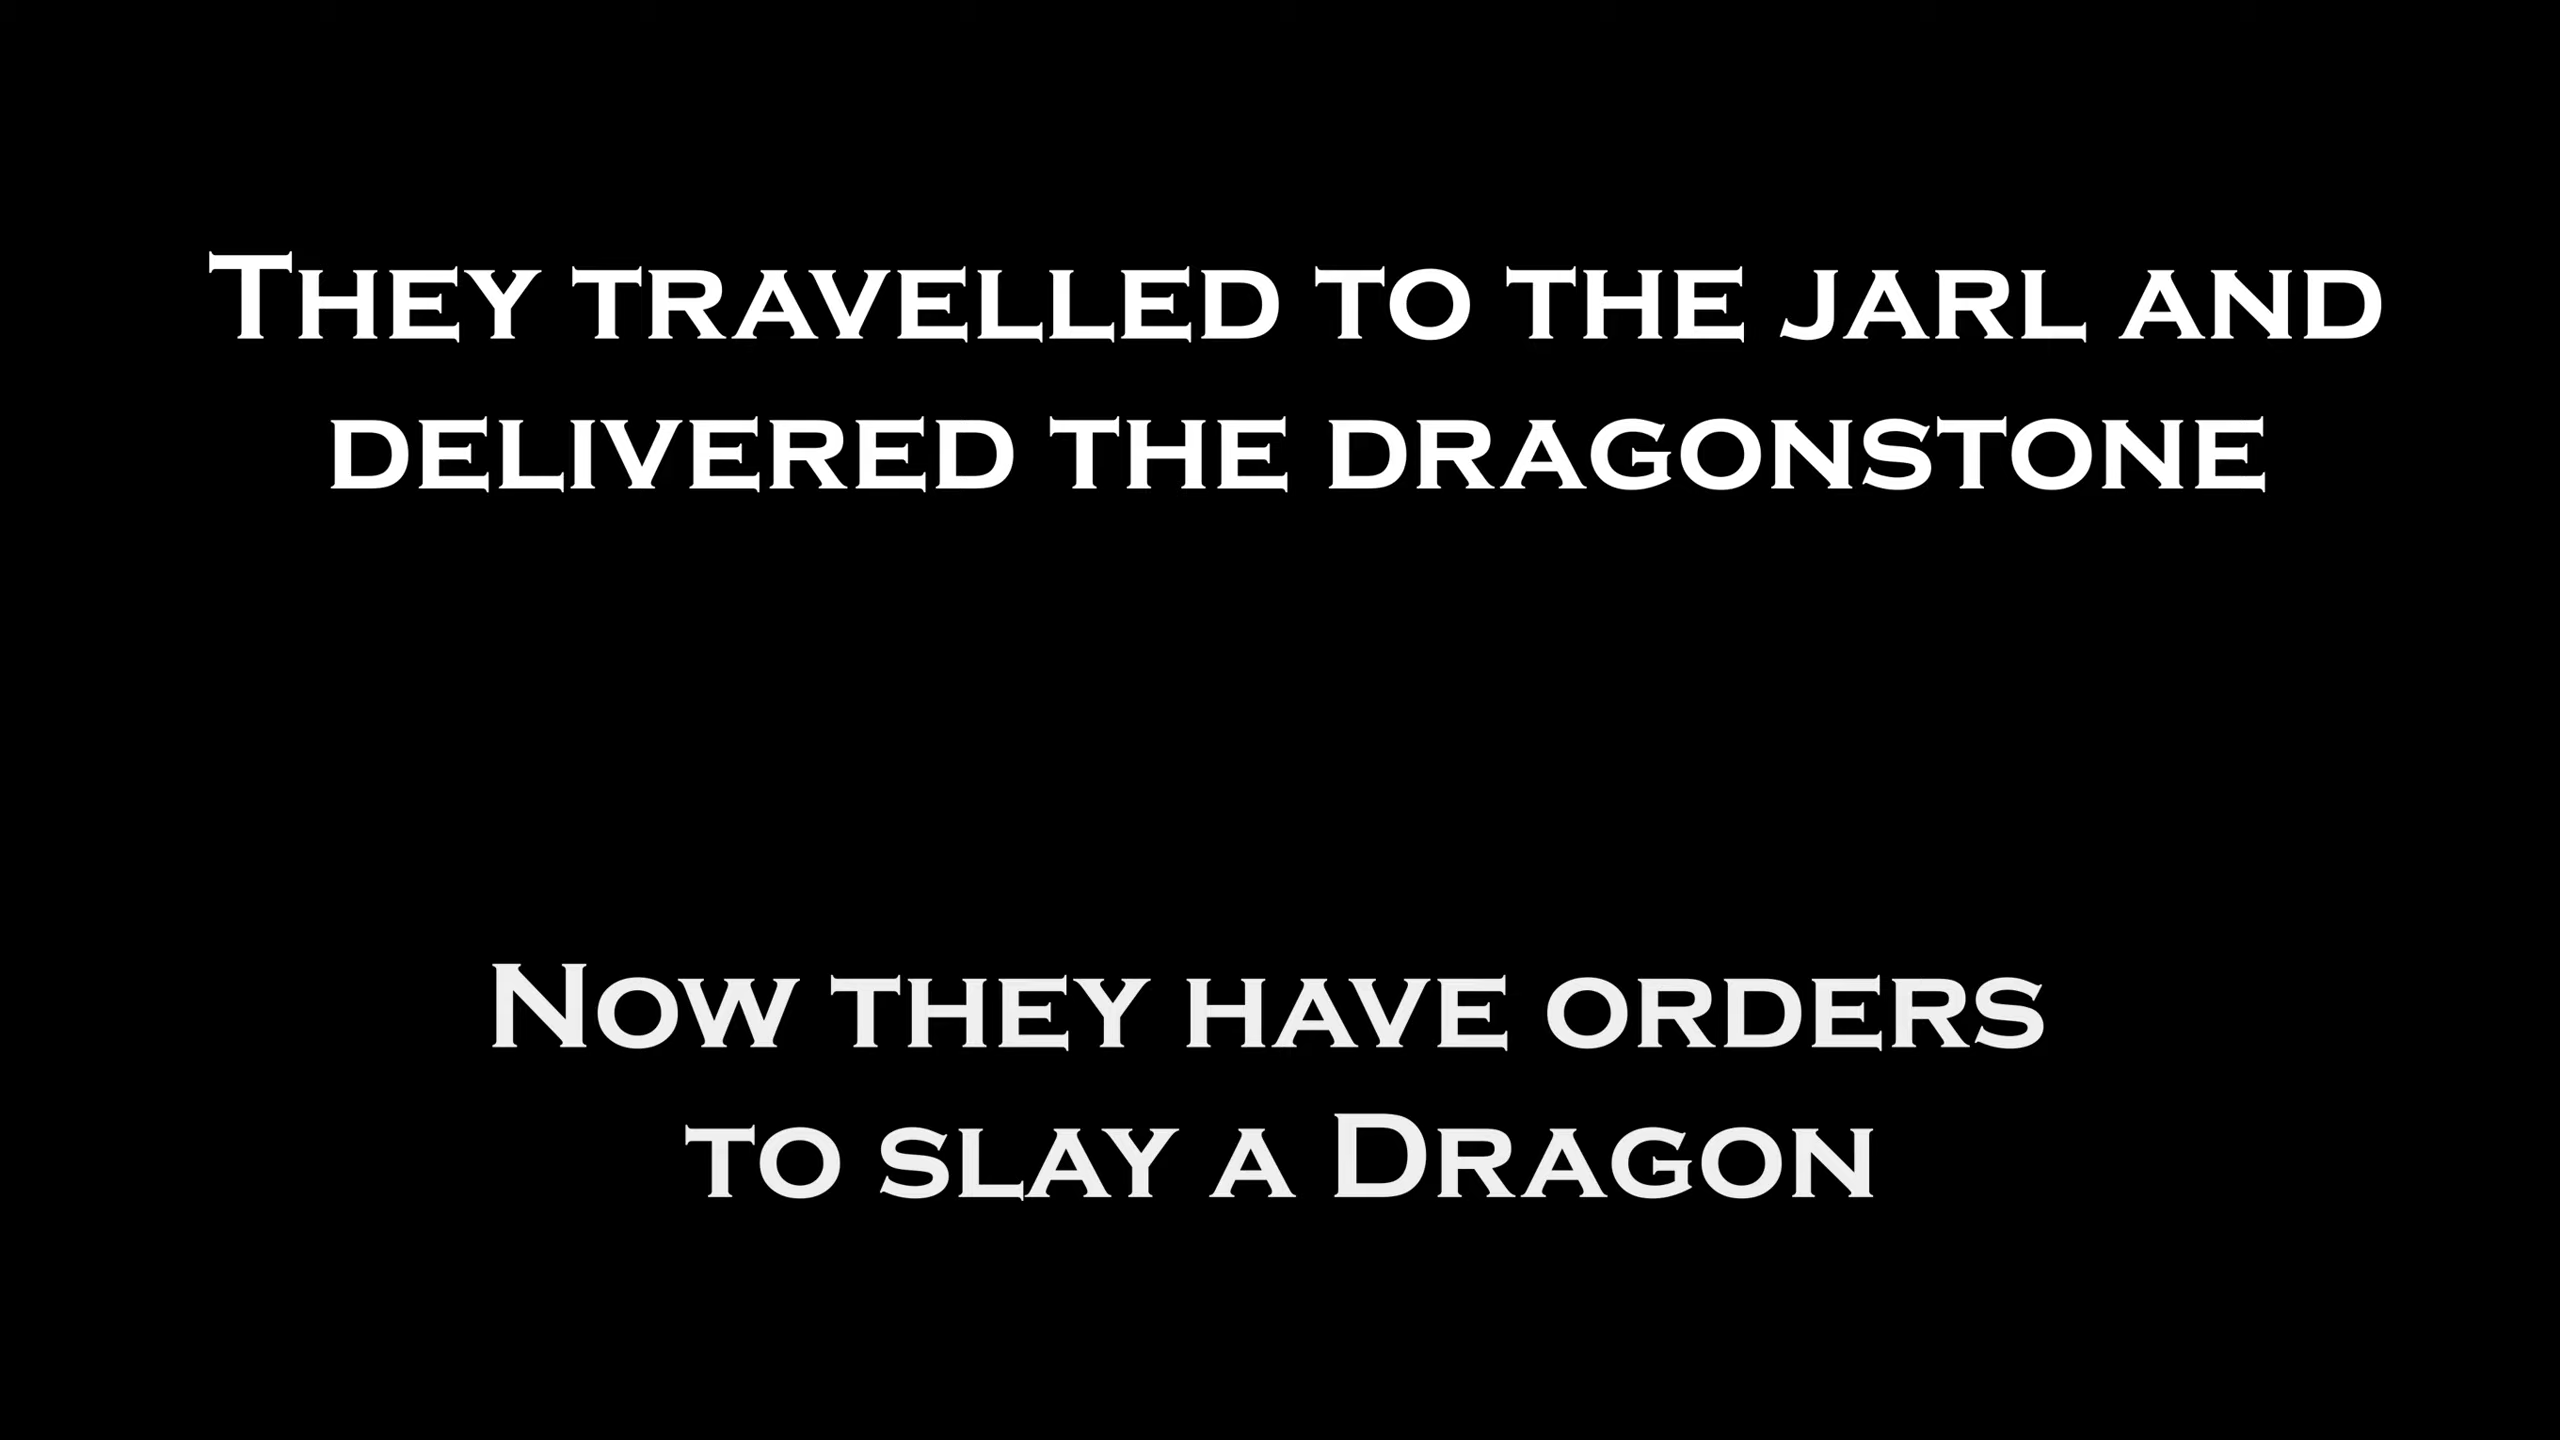 They travelled to the jarl and
delivered the dragonstone
Now they have orders
to slay a Dragon